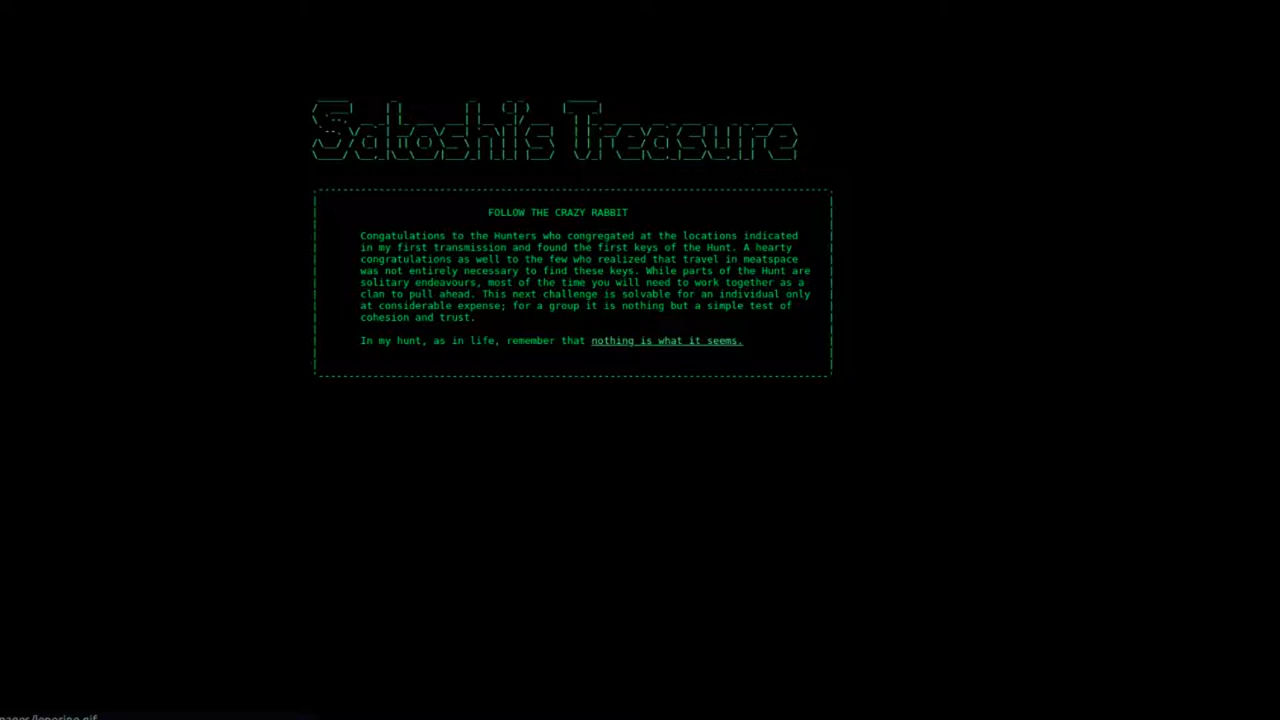 Satoshi's Treasure
FOLLOW THE CRAZY RABBIT
Congatulations to the Hunters who congregated at the locations indicated
in my first transmission and found the first keys of the Hunt. A hearty
congratulations as well to the few who realized that travel in meatspace
was not entirely necessary to find these keys. While parts of the Hunt are
solitary endeavours, most of the time you will need to work together as a
clan to pull ahead. This next challenge is solvable for an individual only
at considerable expense; for a group it is nothing but a simple test of
cohesion and trust.
In my hunt, as in life, remember that nothing is what it seems.